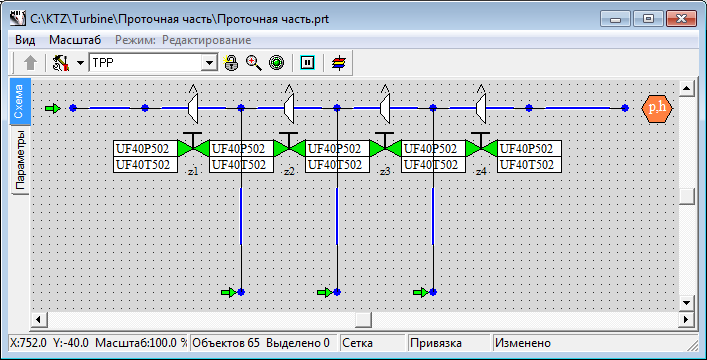 C:\KTZ\Turbine\Проточная часть\Проточная часть.prt
Вид Масштаб Режим: Редактирование
TPP
Схема
Параметры
p,h
UF40P502 UF40P502 UF40P502 UF40P502 UF40P502
UF40T502 UF40T502 UF40T502 UF40T502 UF40T502
z1 z2 z3 z4
X:752.0 Y:-40.0 Масштаб:100.0 % Объектов 65 Выделено 0 Сетка Привязка Изменено